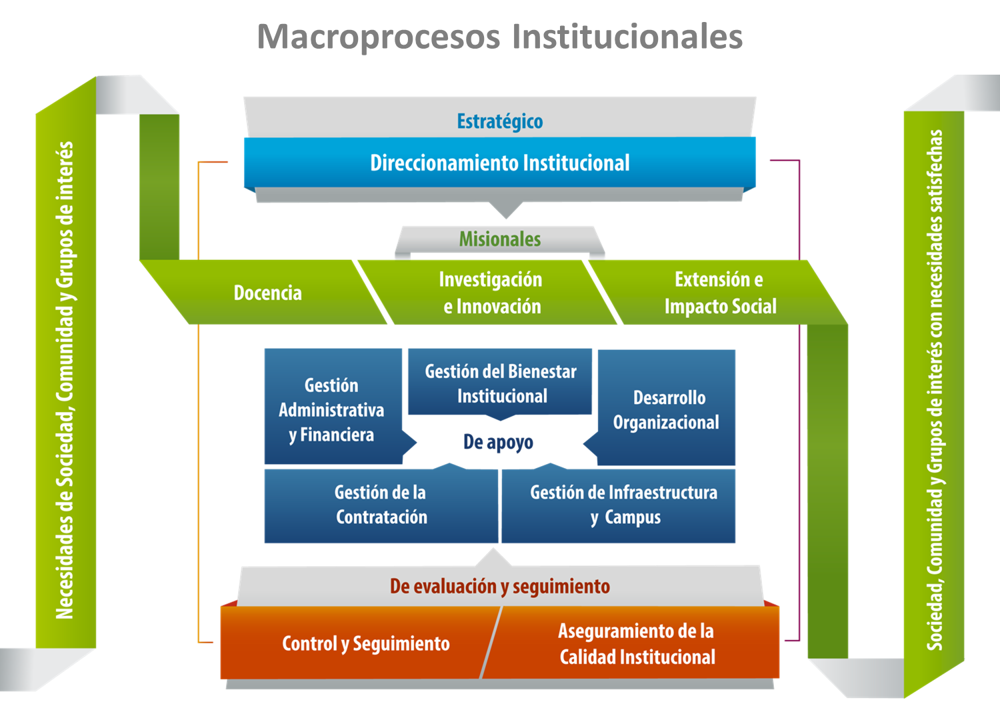 Macroprocesos Institucionales
Necesidades de Sociedad, Comunidad y Grupos de interés
Estratégico
Direccionamiento Institucional
Misionales
Docencia
Investigación
e Innovación
Extensión e
Impacto Social
Gestión
Administrativa
y Financiera
Gestión del Bienestar
Institucional
Desarrollo
Organizacional
De apoyo
Gestión de la
Contratación
Gestión de Infraestructura
y Campus
De evaluación y seguimiento
Control y Seguimiento
Aseguramiento de la
Calidad Institucional
Sociedad, Comunidad y Grupos de interés con necesidades satisfechas